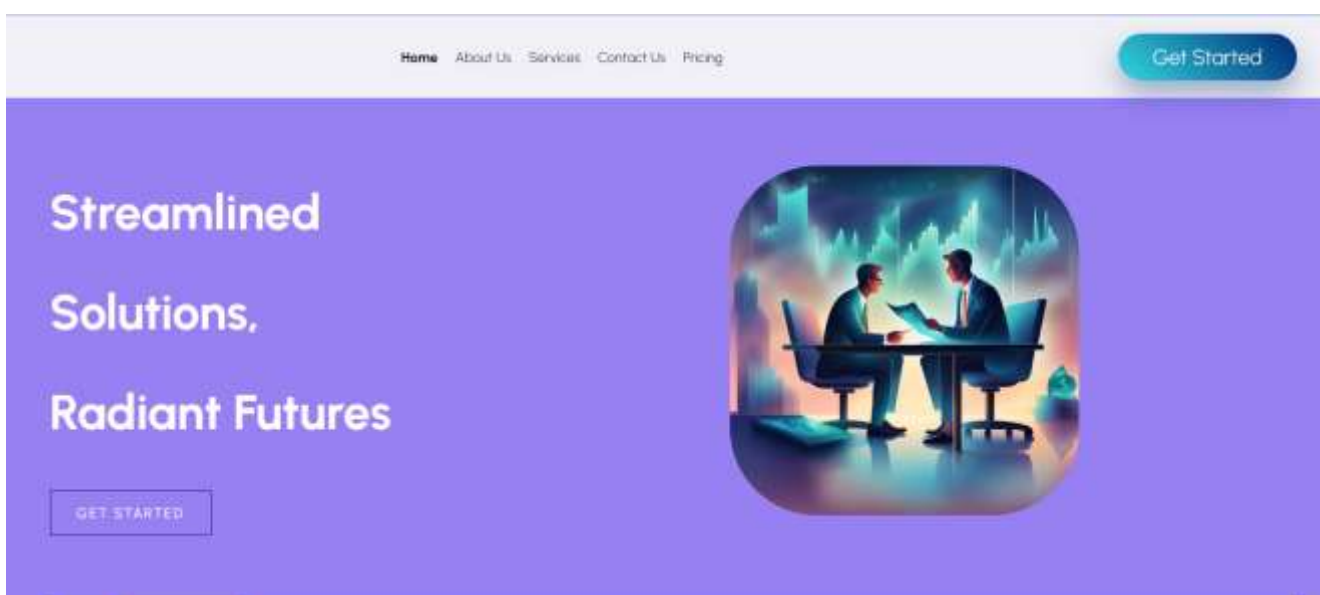 Home About Us Services Contact Us Pricing
Get Started
Streamlined
Solutions,
Radiant Futures
GET STARTED